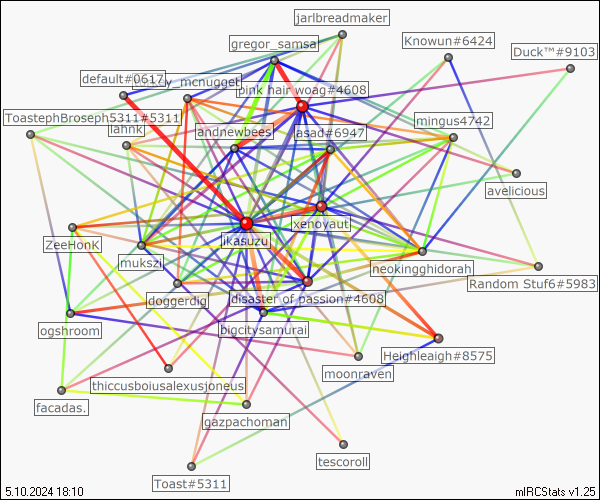 jarlbreadmaker
gregor_samsa
Knowun#6424
Duck™#9103
default#0617
_mcnugget
pink hair woag#4608
ToastephBroseph5311#5311
lahnk
andnewbees
asad#6947
mingus4742
avelicious
xenoyaut
ikasuzu
ZeeHonK
mukszi
neokingghidorah
Random Stuf6#5983
doggerdig
disaster of passion#4608
ogshroom
bigcitysamurai
Heighleaigh#8575
moonraven
thiccusboiusalexusjoneus
facadas.
gazpachoman
tescoroll
Toast#5311
5.10.2024 18:10
mIRCStats v1.25